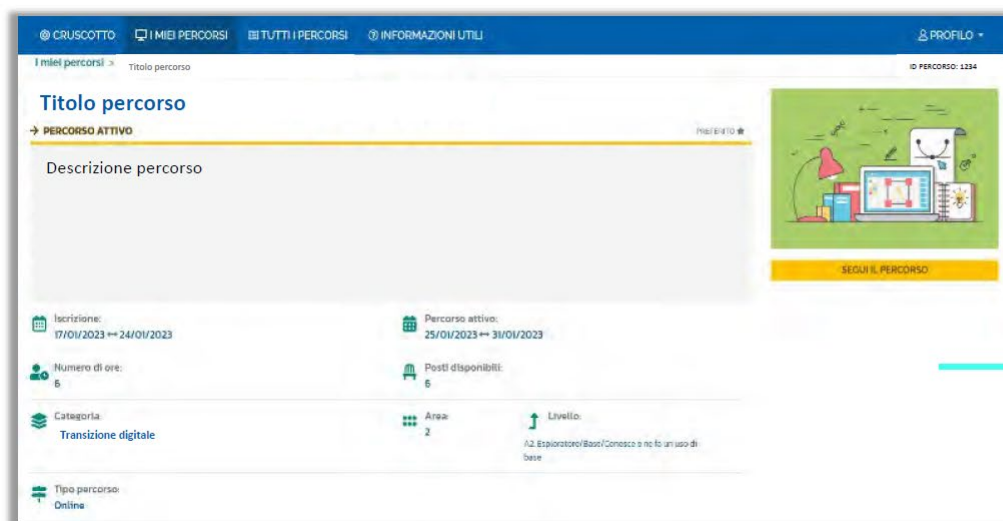 CRUSCOTTO I MIEI PERCORSI TUTTI I PERCORSI INFORMAZIONI UTILI PROFILO
I miei percorsi > Titolo percorso ID PERCORSO: 1234
Titolo percorso
→ PERCORSO ATTIVO PREFERITO
Descrizione percorso
SEGUI IL PERCORSO
Iscrizione: Percorso attivo:
17/01/2023 ↔ 24/01/2023 25/01/2023 ↔ 31/01/2023
Numero di ore: Posti disponibili:
6 6
Categoria: Area: Livello:
Transizione digitale 2 A2 Esploratore/Base/Conosce e ne fa un uso di
base
Tipo percorso:
Online